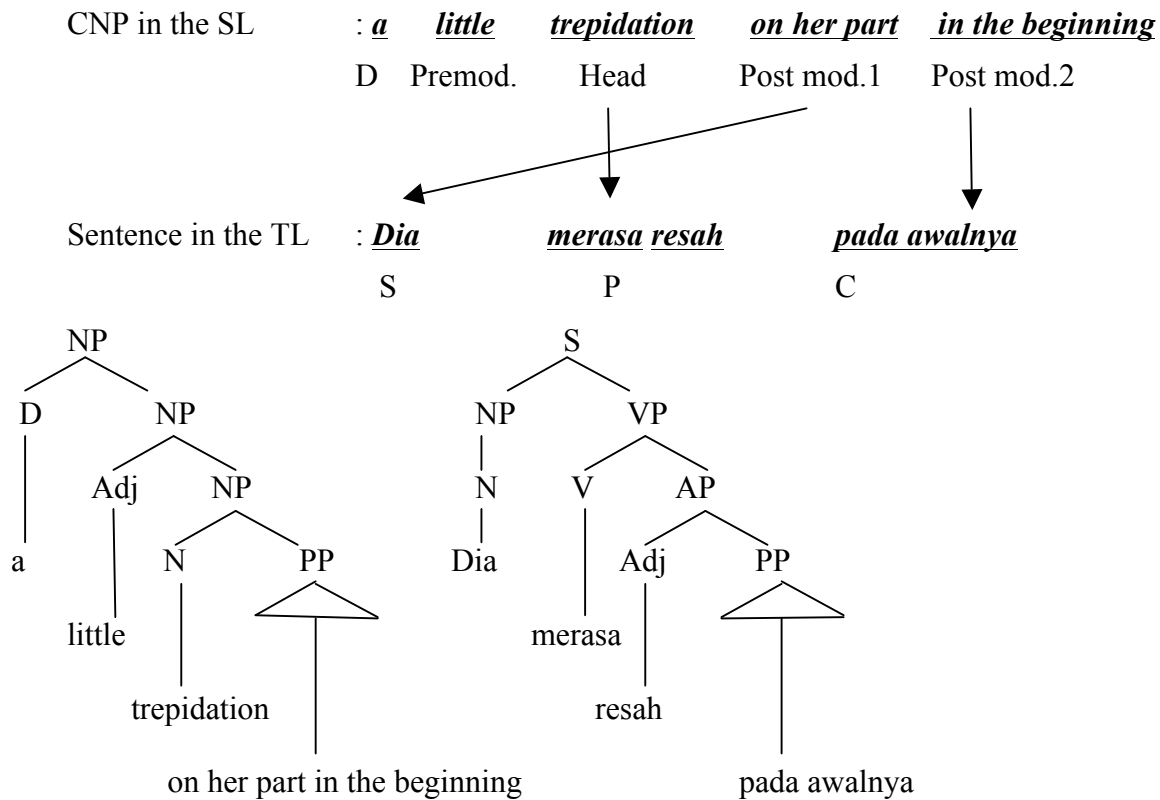 CNP in the SL : a little trepidation on her part in the beginning
D Premod. Head Post mod.1 Post mod.2
Sentence in the TL : Dia merasa resah pada awalnya
S P C
NP S
D NP NP VP
Adj NP N V AP
a N PP Dia Adj PP
little merasa
trepidation resah
on her part in the beginning pada awalnya